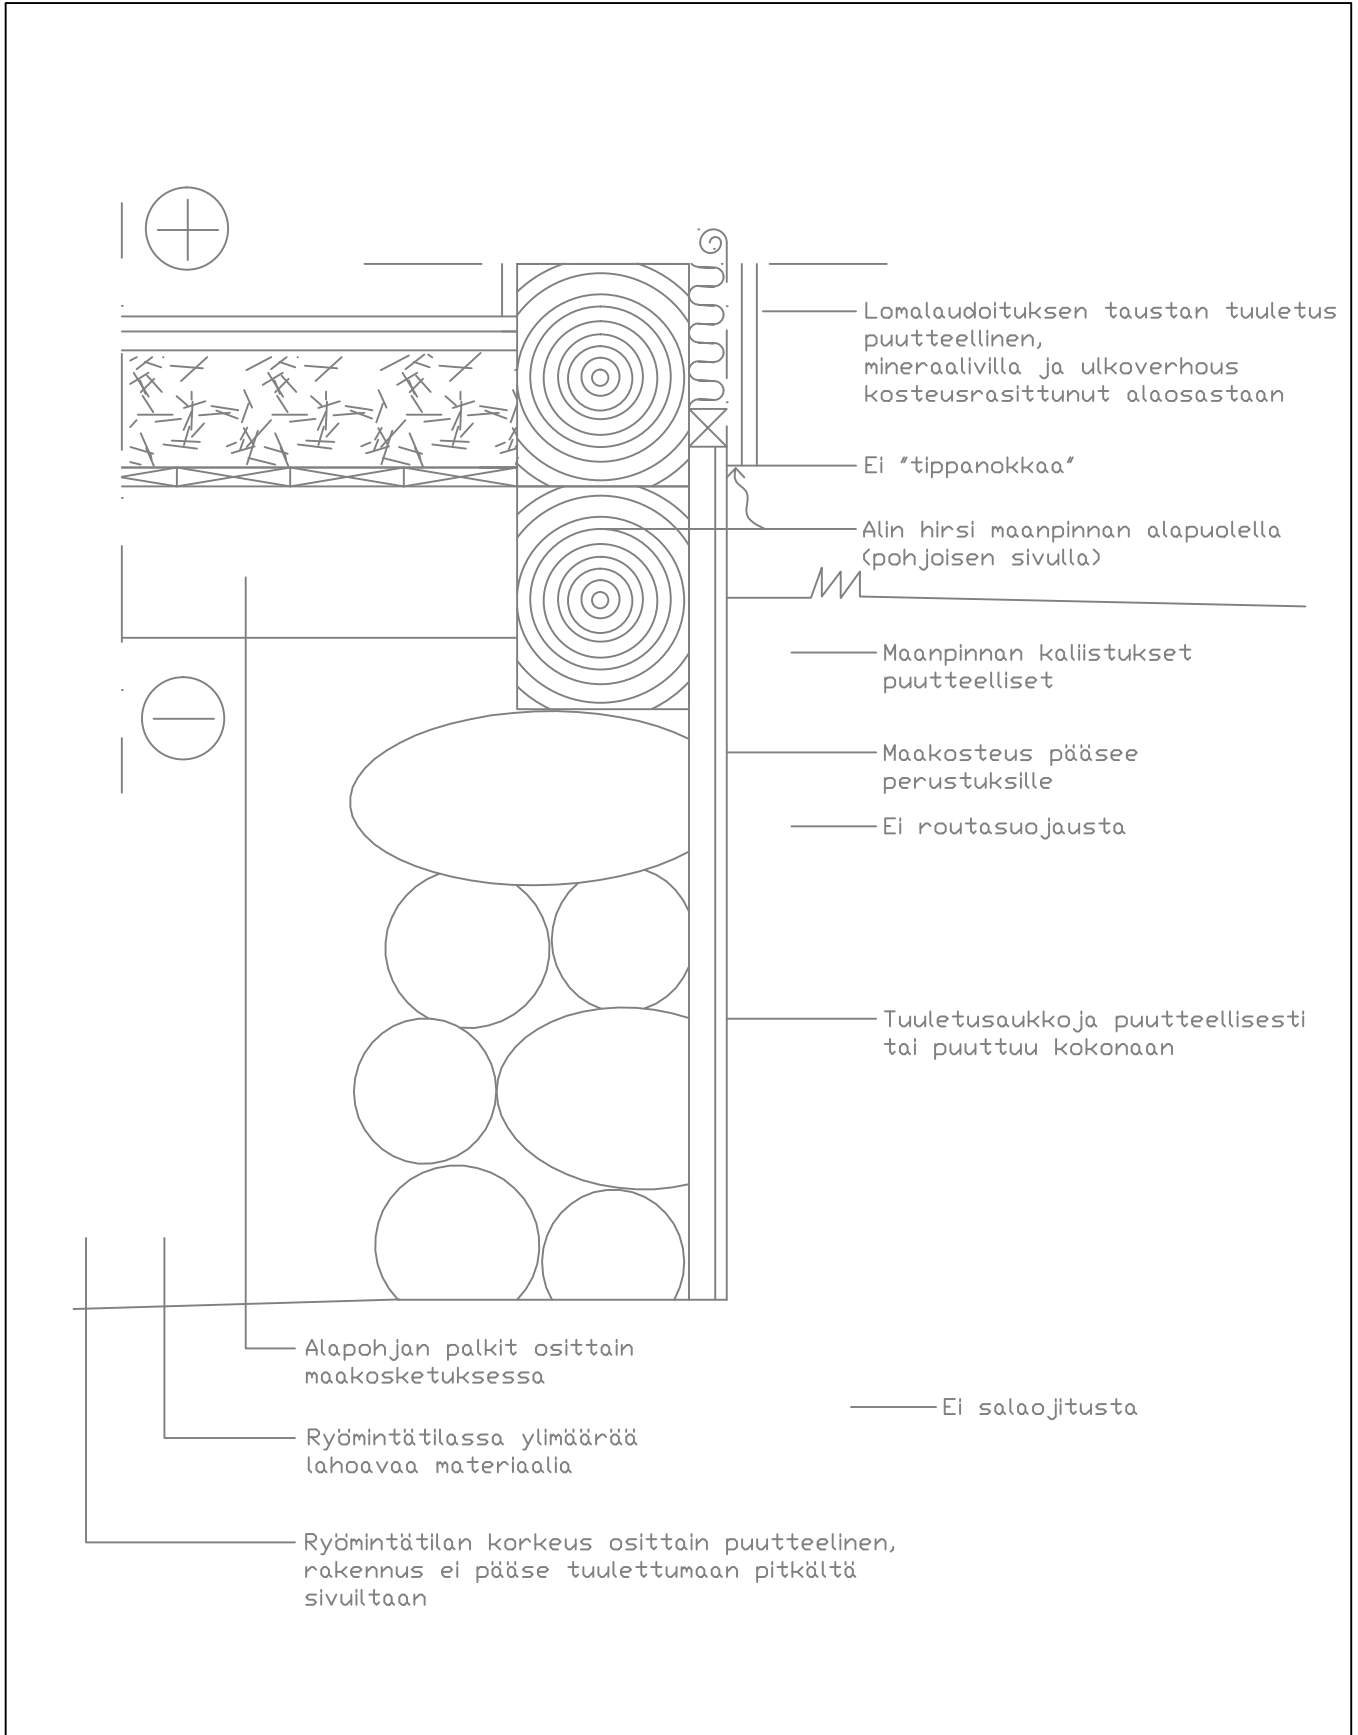 Lomalaudoituksen taustan tuuletus
puutteellinen,
mineraalivilla ja ulkoverhous
kosteusrasittunut alaosastaan
Ei "tippanokkaa"
Alin hirsi maanpinnan alapuolella
(pohjoisen sivulla)
Maanpinnan kaliistukset
puutteelliset
Maakosteus pääsee
perustuksille
Ei routasuojausta
Tuuletusaukkoja puutteellisesti
tai puuttuu kokonaan
Alapohjan palkit osittain
maakosketuksessa
Ei salaojitusta
Ryömintätilassa ylimäärää
lahoavaa materiaalia
Ryömintätilan korkeus osittain puutteelinen,
rakennus ei pääse tuulettumaan pitkältä
sivuiltaan